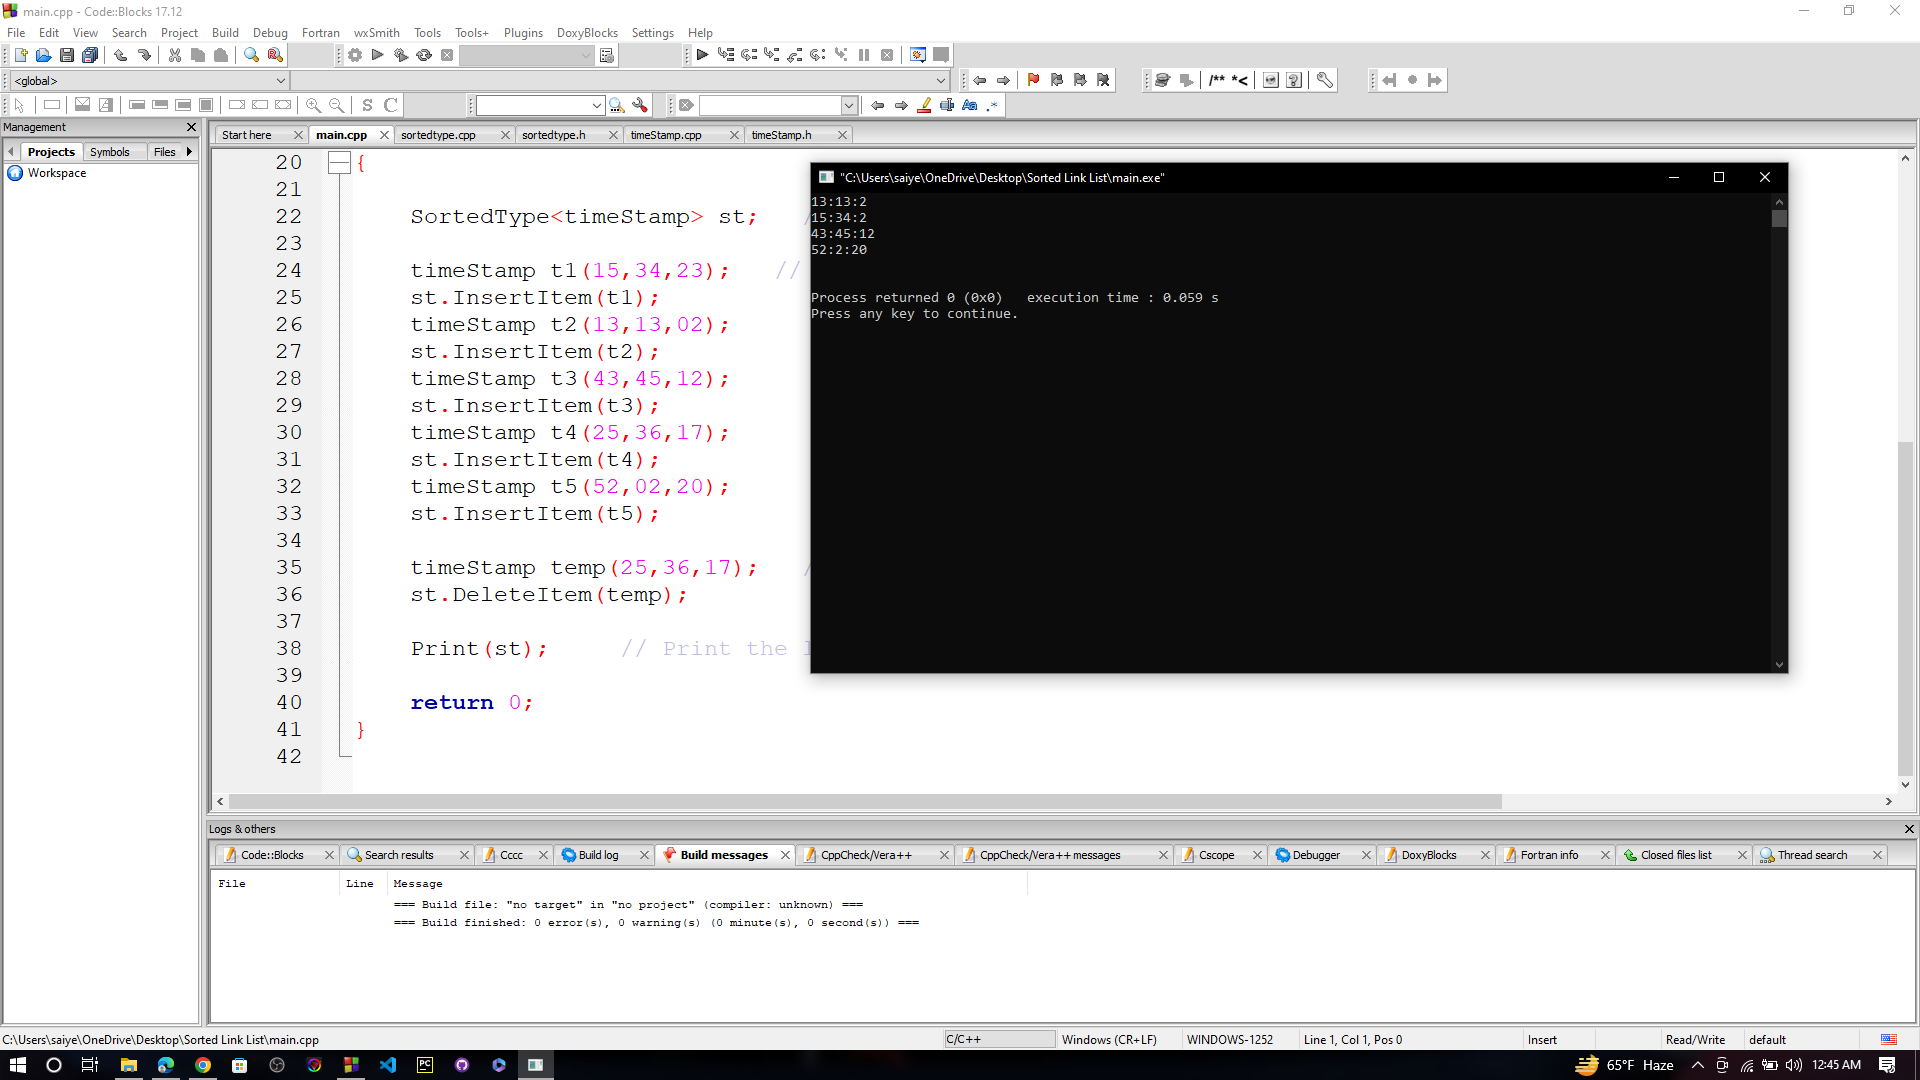 main.cpp - Code::Blocks 17.12
File Edit View Search Project Build Debug Fortran wxSmith Tools Tools+ Plugins DoxyBlocks Settings Help
<global>
/** *<
S C
Aa .*
Management
Projects Symbols Files
Workspace
Start here main.cpp sortedtype.cpp sortedtype.h timeStamp.cpp timeStamp.h
20 {
21
22 SortedType<timeStamp> st; /
23
24 timeStamp t1(15,34,23); //
25 st.InsertItem(t1);
26 timeStamp t2(13,13,02);
27 st.InsertItem(t2);
28 timeStamp t3(43,45,12);
29 st.InsertItem(t3);
30 timeStamp t4(25,36,17);
31 st.InsertItem(t4);
32 timeStamp t5(52,02,20);
33 st.InsertItem(t5);
34
35 timeStamp temp(25,36,17); /
36 st.DeleteItem(temp);
37
38 Print(st); // Print the
39
40 return 0;
41 }
42
"C:\Users\saiye\OneDrive\Desktop\Sorted Link List\main.exe"
13:13:2
15:34:2
43:45:12
52:2:20
Process returned 0 (0x0) execution time : 0.059 s
Press any key to continue.
Logs & others
Code::Blocks Search results Cccc Build log Build messages CppCheck/Vera++ CppCheck/Vera++ messages Cscope Debugger DoxyBlocks Fortran info Closed files list Thread search
File Line Message
=== Build file: "no target" in "no project" (compiler: unknown) ===
=== Build finished: 0 error(s), 0 warning(s) (0 minute(s), 0 second(s)) ===
C:\Users\saiye\OneDrive\Desktop\Sorted Link List\main.cpp C/C++ Windows (CR+LF) WINDOWS-1252 Line 1, Col 1, Pos 0 Insert Read/Write default
65°F Haze 12:45 AM